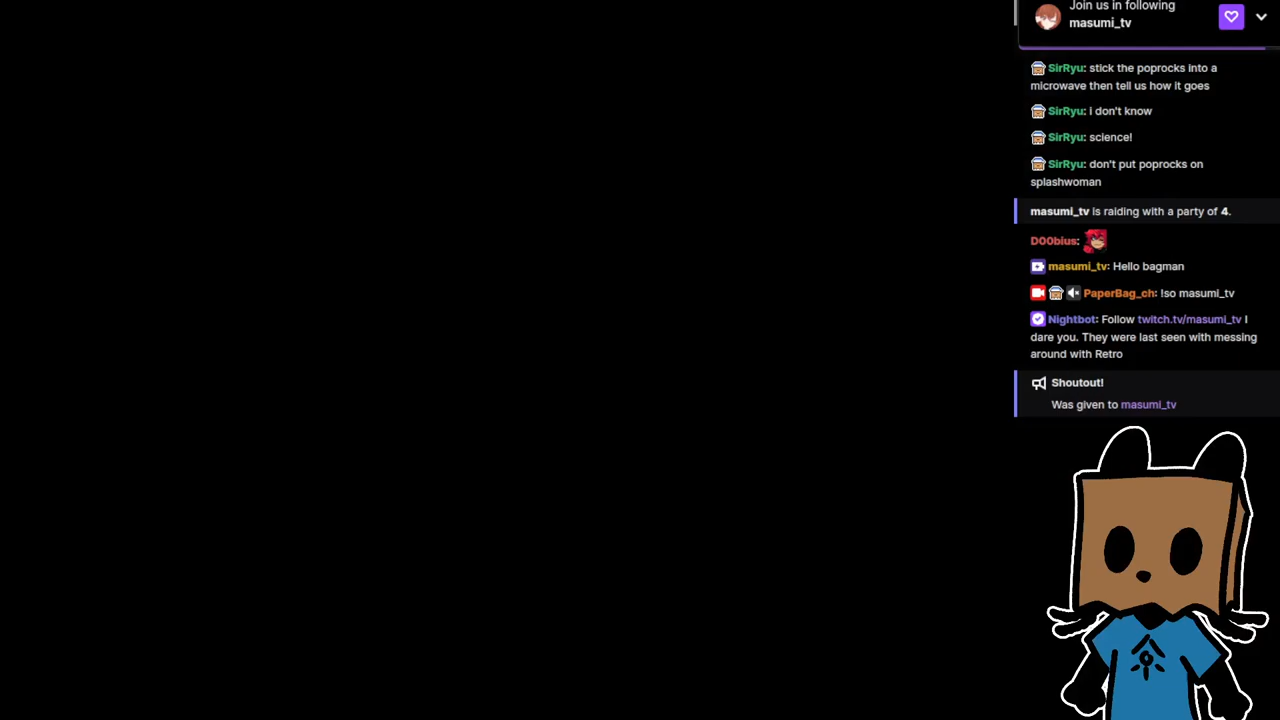 Join us in following
masumi_tv
SirRyu: stick the poprocks into a
microwave then tell us how it goes
SirRyu: i don't know
SirRyu: science!
SirRyu: don't put poprocks on
splashwoman
masumi_tv is raiding with a party of 4.
D00bius:
masumi_tv: Hello bagman
PaperBag_ch: !so masumi_tv
Nightbot: Follow twitch.tv/masumi_tv I
dare you. They were last seen with messing
around with Retro
Shoutout!
Was given to masumi_tv